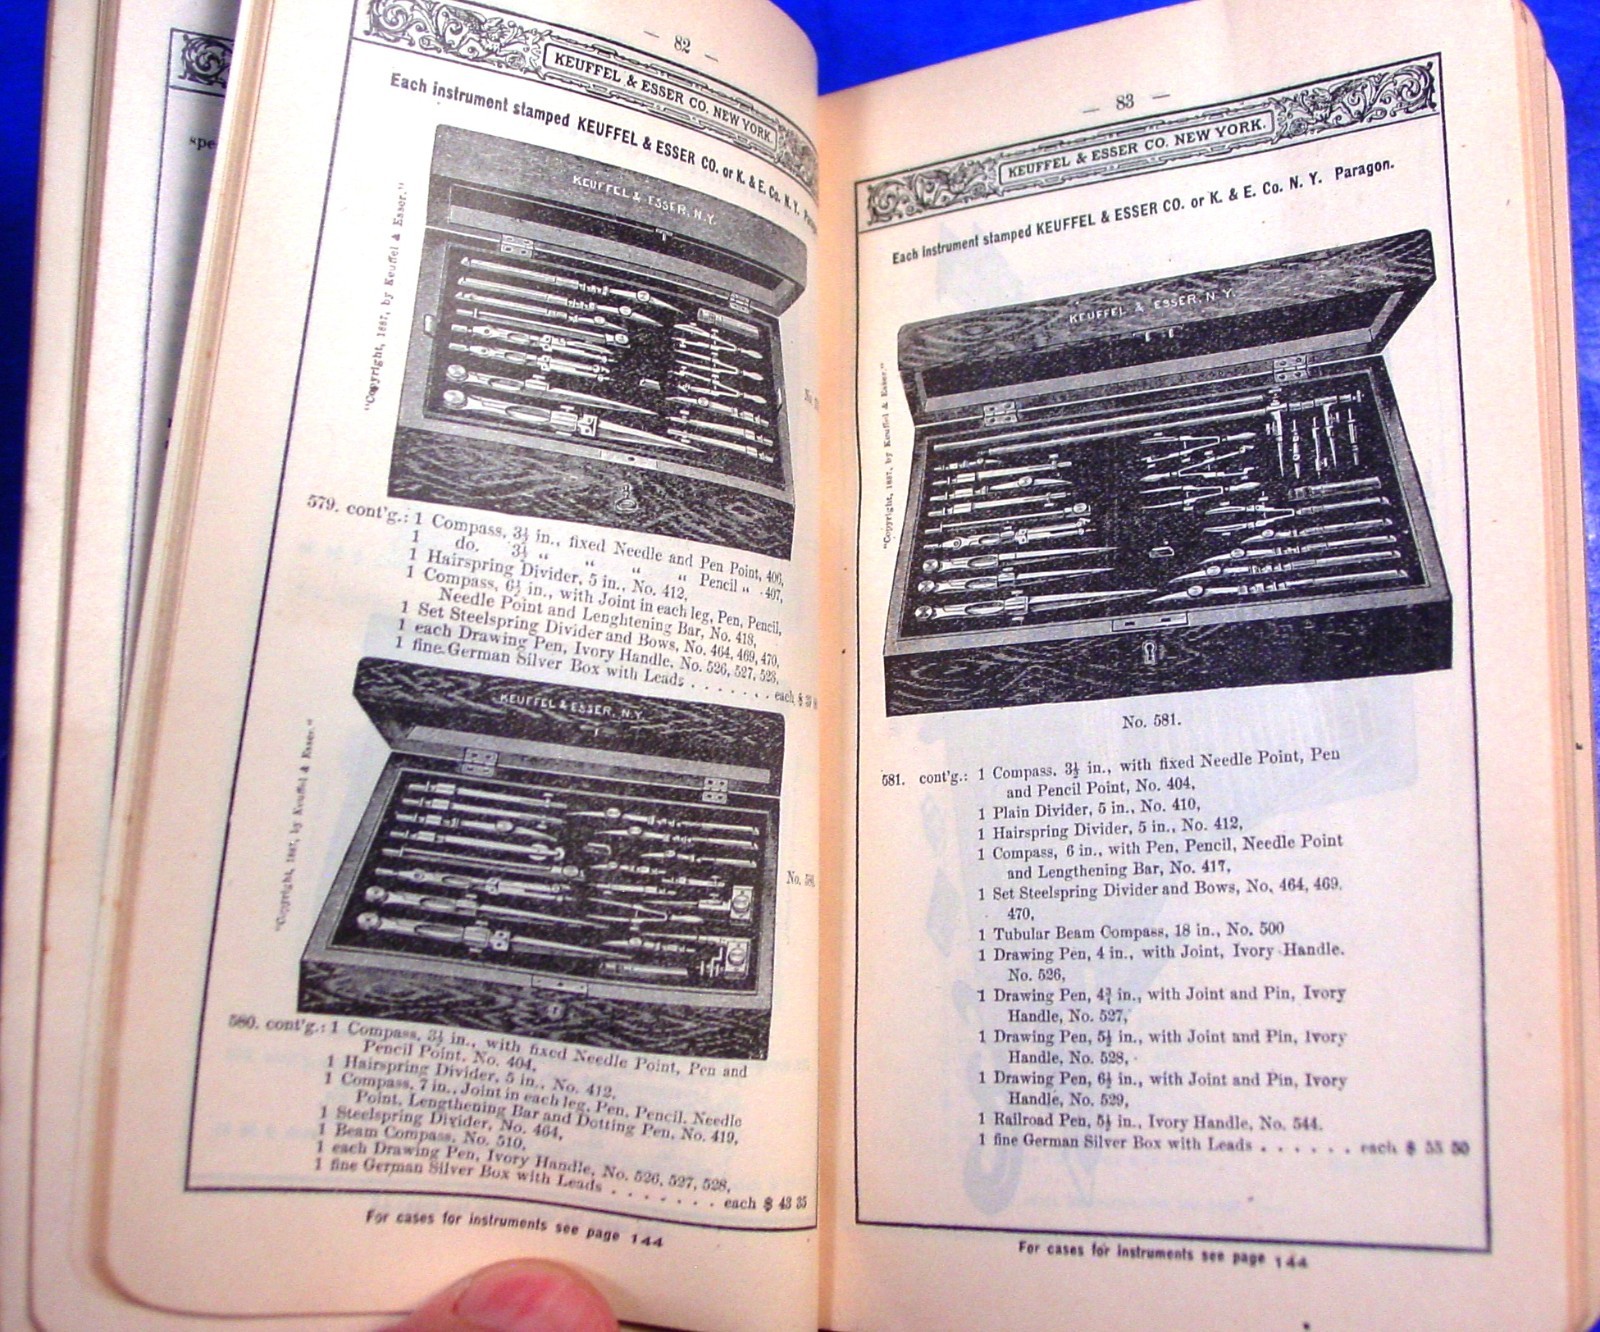 "pe
— 82 —
KEUFFEL & ESSER CO. NEW YORK.
Each instrument stamped KEUFFEL & ESSER CO. or K. & E. Co. N. Y.
KEUFFEL & ESSER, N.Y.
"Copyright, 1887, by Keuffel & Esser."
579. cont'g.: 1 Compass, 3½ in., fixed Needle and Pen Point, 406,
1 do. 3½ " " " " Pencil " 407,
1 Hairspring Divider, 5 in., No. 412,
1 Compass, 6½ in., with Joint in each leg, Pen, Pencil,
Needle Point and Lenghtening Bar, No. 418,
1 Set Steelspring Divider and Bows, No. 464, 469, 470,
1 each Drawing Pen, Ivory Handle, No. 526, 527, 528,
1 fine German Silver Box with Leads . . . . . . . each $
KEUFFEL & ESSER, N.Y.
"Copyright, 1887, by Keuffel & Esser."
No. 580.
580. cont'g.: 1 Compass, 3½ in., with fixed Needle Point, Pen and
Pencil Point, No. 404,
1 Hairspring Divider, 5 in., No. 412,
1 Compass, 7 in., Joint in each leg, Pen, Pencil, Needle
Point, Lengthening Bar and Dotting Pen, No. 419,
1 Steelspring Divider, No. 464,
1 Beam Compass, No. 510,
1 each Drawing Pen, Ivory Handle, No. 526, 527, 528,
1 fine German Silver Box with Leads . . . . . . . each $ 43 35
For cases for instruments see page 144
— 83 —
KEUFFEL & ESSER CO. NEW YORK.
Each instrument stamped KEUFFEL & ESSER CO. or K. & E. Co. N. Y. Paragon.
KEUFFEL & ESSER, N.Y.
"Copyright, 1887, by Keuffel & Esser."
No. 581.
581. cont'g.: 1 Compass, 3½ in., with fixed Needle Point, Pen
and Pencil Point, No. 404,
1 Plain Divider, 5 in., No. 410,
1 Hairspring Divider, 5 in., No. 412,
1 Compass, 6 in., with Pen, Pencil, Needle Point
and Lengthening Bar, No. 417,
1 Set Steelspring Divider and Bows, No. 464, 469,
470,
1 Tubular Beam Compass, 18 in., No. 500
1 Drawing Pen, 4 in., with Joint, Ivory Handle.
No. 526,
1 Drawing Pen, 4¾ in., with Joint and Pin, Ivory
Handle, No. 527,
1 Drawing Pen, 5½ in., with Joint and Pin, Ivory
Handle, No. 528,
1 Drawing Pen, 6½ in., with Joint and Pin, Ivory
Handle, No. 529,
1 Railroad Pen, 5½ in., Ivory Handle, No. 544.
1 fine German Silver Box with Leads . . . . . . each $ 55 50
For cases for instruments see page 144